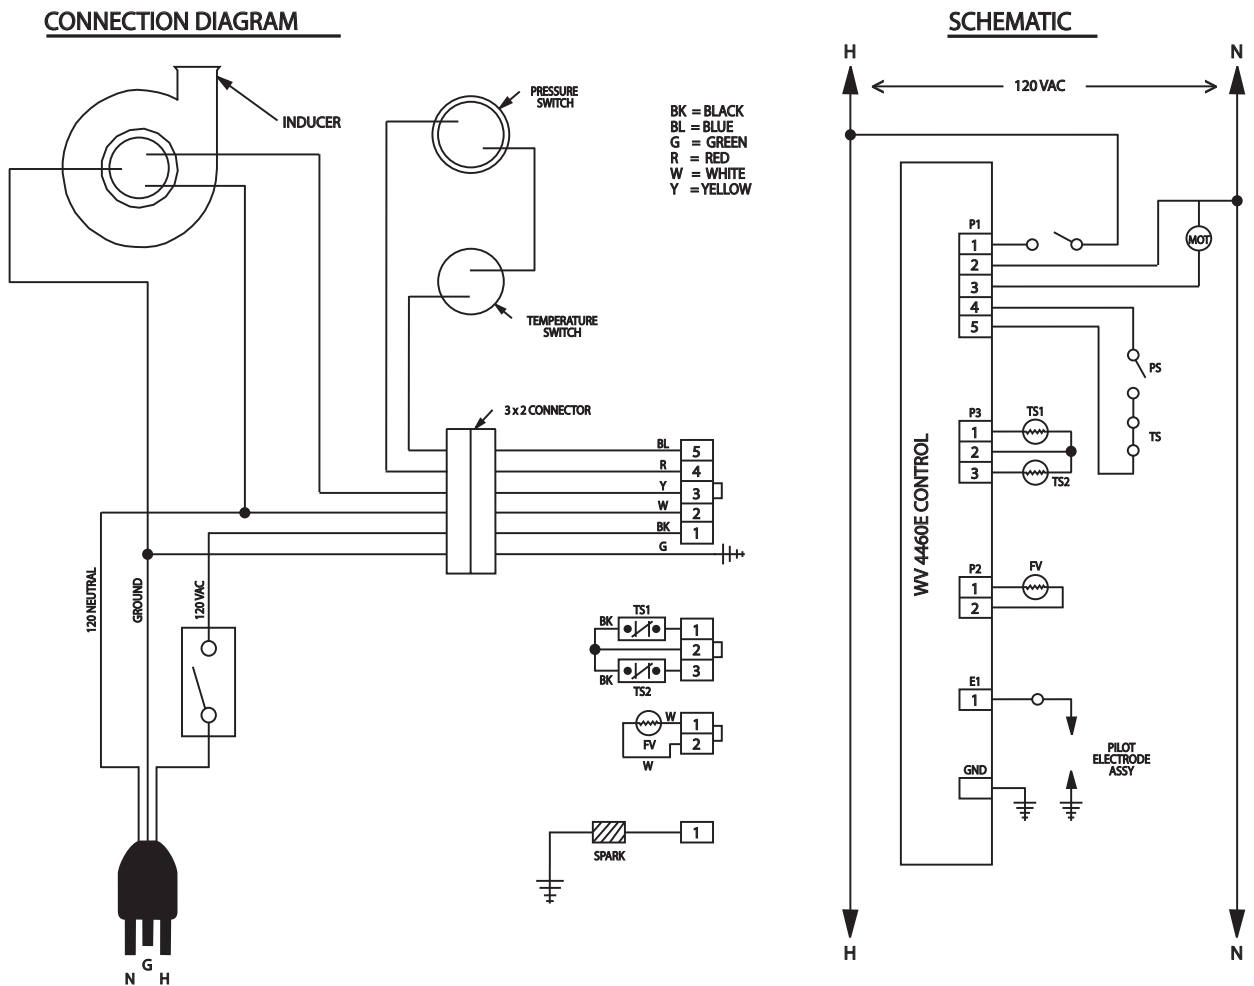 CONNECTION DIAGRAM
INDUCER
PRESSURE
SWITCH
BK = BLACK
BL = BLUE
G = GREEN
R = RED
W = WHITE
Y = YELLOW
TEMPERATURE
SWITCH
3 x 2 CONNECTOR
BL 5
R 4
Y 3
W 2
BK 1
G
120 NEUTRAL
GROUND
120 VAC
TS1
BK 1
2
BK 3
TS2
W 1
FV 2
W
SPARK
1
N G H
SCHEMATIC
H N
120 VAC
WV 4460E CONTROL
P1
1
2
3
4
5
MOT
PS
TS
P3
1
2
3
TS1
TS2
P2
1
2
FV
E1
1
PILOT
ELECTRODE
ASSY
GND
H N